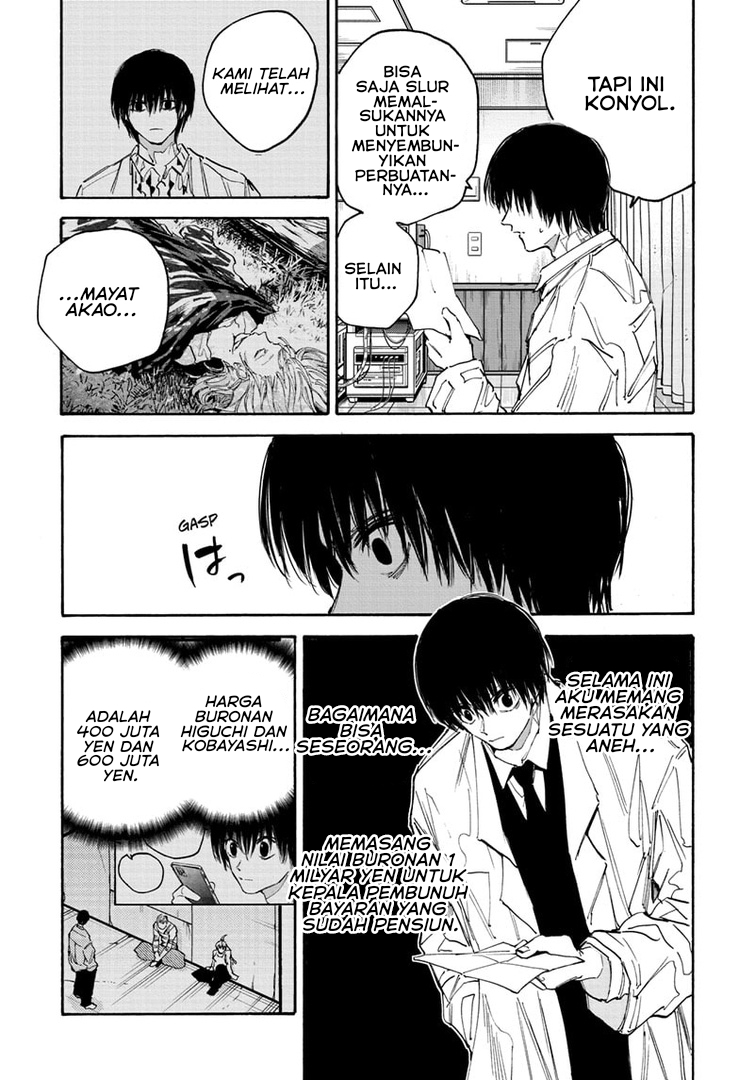 TAPI INI
KONYOL.
BISA
SAJA SLUR
MEMAL-
SUKANNYA
UNTUK
MENYEMBUN-
YIKAN
PERBUATAN-
NYA...
SELAIN
ITU...
KAMI TELAH
MELIHAT...
...MAYAT
AKAO...
GASP
はっ
SELAMA INI
AKU MEMANG
MERASAKAN
SESUATU YANG
ANEH...
BAGAIMANA
BISA
SESEORANG...
MEMASANG
NILAI BURONAN 1
MILYAR YEN UNTUK
KEPALA PEMBUNUH
BAYARAN YANG
SUDAH PENSIUN.
HARGA
BURONAN
HIGUCHI DAN
KOBAYASHI...
ADALAH
400 JUTA
YEN DAN
600 JUTA
YEN.